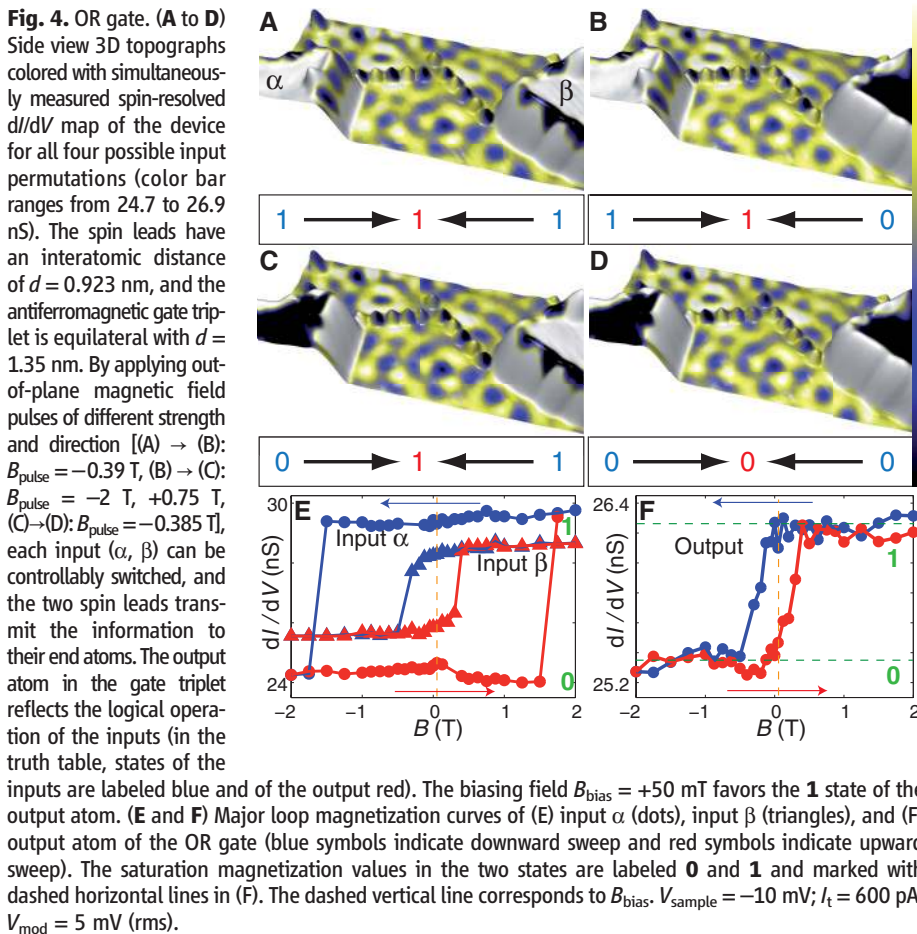 Fig. 4. OR gate. (A to D)
Side view 3D topographs
colored with simultaneous-
ly measured spin-resolved
dI/dV map of the device
for all four possible input
permutations (color bar
ranges from 24.7 to 26.9
nS). The spin leads have
an interatomic distance
of d = 0.923 nm, and the
antiferromagnetic gate trip-
let is equilateral with d =
1.35 nm. By applying out-
of-plane magnetic field
pulses of different strength
and direction [(A) → (B):
Bpulse = −0.39 T, (B) → (C):
Bpulse = −2 T, +0.75 T,
(C)→(D): Bpulse = −0.385 T],
each input (α, β) can be
controllably switched, and
the two spin leads trans-
mit the information to
their end atoms. The output
atom in the gate triplet
reflects the logical opera-
tion of the inputs (in the
truth table, states of the
inputs are labeled blue and of the output red). The biasing field Bbias = +50 mT favors the 1 state of the
output atom. (E and F) Major loop magnetization curves of (E) input α (dots), input β (triangles), and (F)
output atom of the OR gate (blue symbols indicate downward sweep and red symbols indicate upward
sweep). The saturation magnetization values in the two states are labeled 0 and 1 and marked with
dashed horizontal lines in (F). The dashed vertical line corresponds to Bbias. Vsample = −10 mV; It = 600 pA
Vmod = 5 mV (rms).
A
α
β
1 → 1 ← 1
B
1 → 1 ← 0
C
0 → 1 ← 1
D
0 → 0 ← 0
E
30
24
dI / dV (nS)
Input α
Input β
1
0
−2 −1 0 1 2
B (T)
F
26.4
25.2
dI / dV (nS)
Output
1
0
−2 −1 0 1 2
B (T)